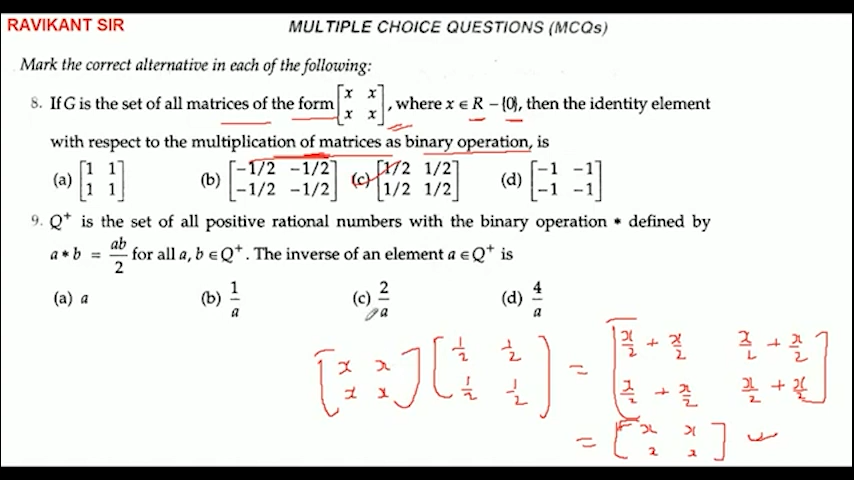 RAVIKANT SIR
MULTIPLE CHOICE QUESTIONS (MCQs)
Mark the correct alternative in each of the following:
8. If G is the set of all matrices of the form [x x; x x], where x ∈ R – {0}, then the identity element
with respect to the multiplication of matrices as binary operation, is
(a) [1 1; 1 1] (b) [–1/2 –1/2; –1/2 –1/2] (c) [1/2 1/2; 1/2 1/2] (d) [–1 –1; –1 –1]
9. Q⁺ is the set of all positive rational numbers with the binary operation * defined by
a * b = ab/2 for all a, b ∈ Q⁺. The inverse of an element a ∈ Q⁺ is
(a) a (b) 1/a (c) 2/a (d) 4/a
[x x; x x] [1/2 1/2; 1/2 1/2] = [x/2 + x/2 x/2 + x/2; x/2 + x/2 x/2 + x/2]
= [x x; x x]